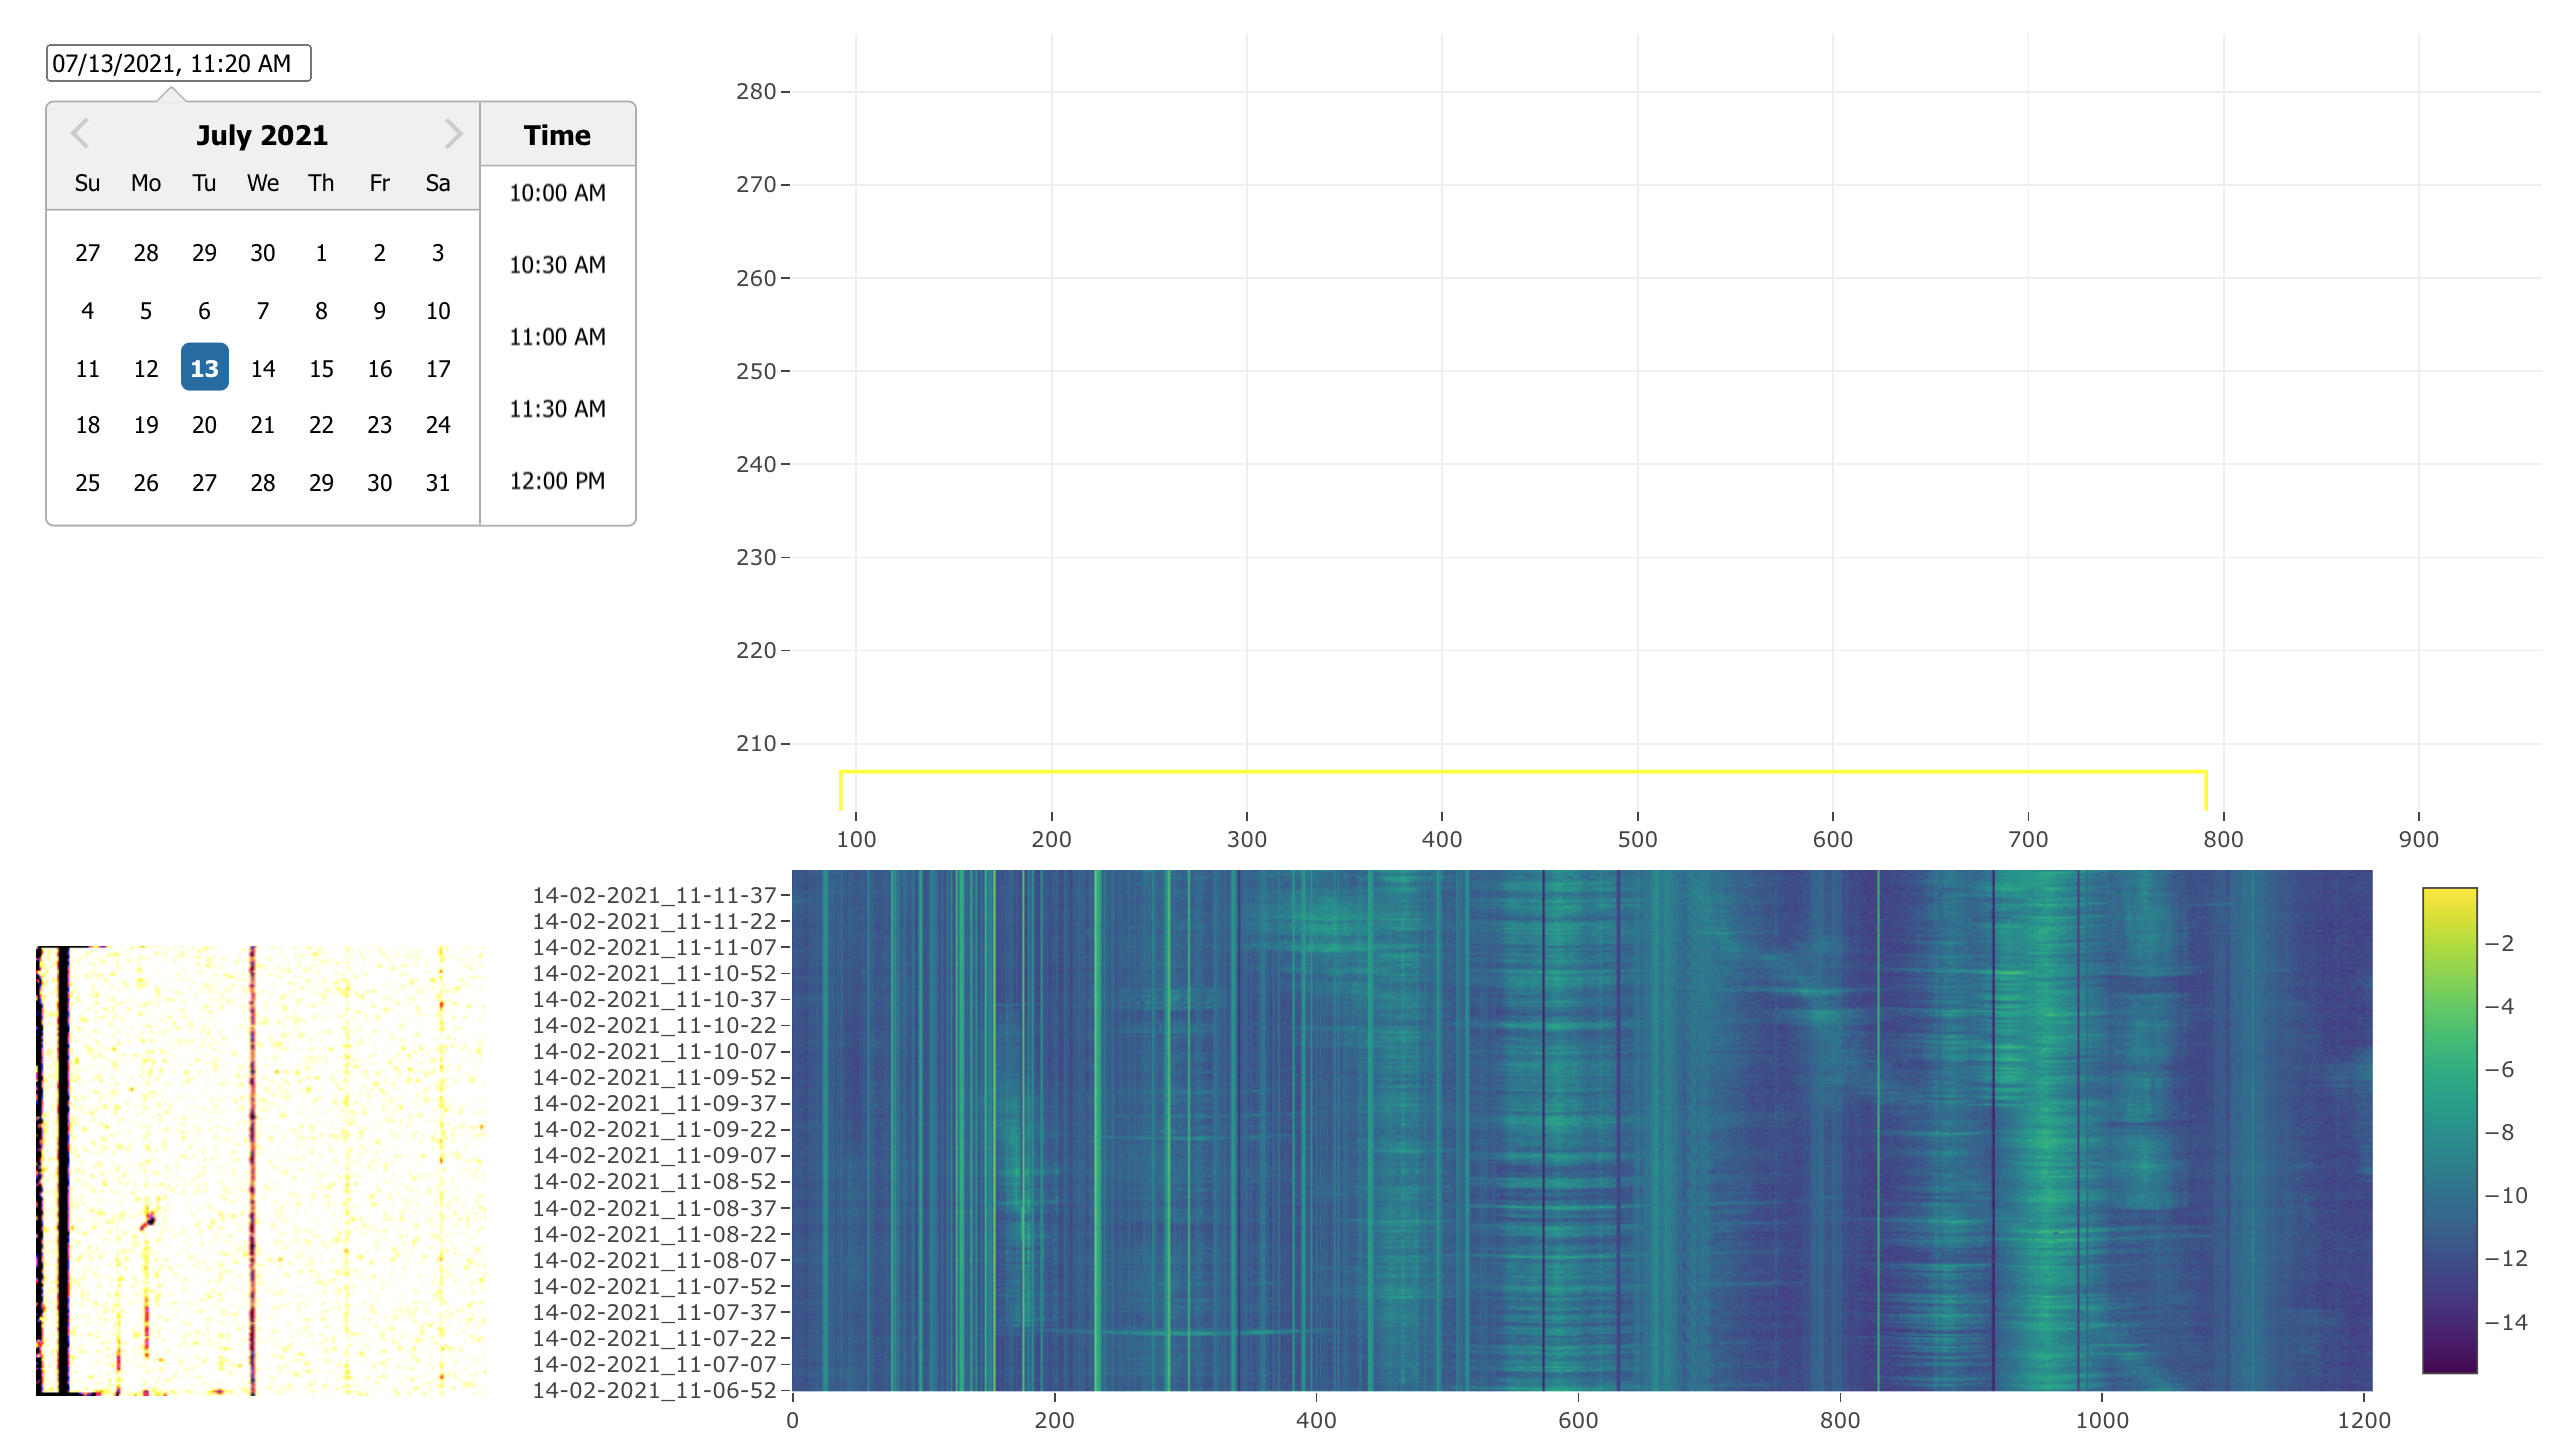 07/13/2021, 11:20 AM
July 2021
Time
Su Mo Tu We Th Fr Sa
27 28 29 30 1 2 3
4 5 6 7 8 9 10
11 12 13 14 15 16 17
18 19 20 21 22 23 24
25 26 27 28 29 30 31
10:00 AM
10:30 AM
11:00 AM
11:30 AM
12:00 PM
280
270
260
250
240
230
220
210
100 200 300 400 500 600 700 800 900
14-02-2021_11-11-37
14-02-2021_11-11-22
14-02-2021_11-11-07
14-02-2021_11-10-52
14-02-2021_11-10-37
14-02-2021_11-10-22
14-02-2021_11-10-07
14-02-2021_11-09-52
14-02-2021_11-09-37
14-02-2021_11-09-22
14-02-2021_11-09-07
14-02-2021_11-08-52
14-02-2021_11-08-37
14-02-2021_11-08-22
14-02-2021_11-08-07
14-02-2021_11-07-52
14-02-2021_11-07-37
14-02-2021_11-07-22
14-02-2021_11-07-07
14-02-2021_11-06-52
0 200 400 600 800 1000 1200
−2
−4
−6
−8
−10
−12
−14